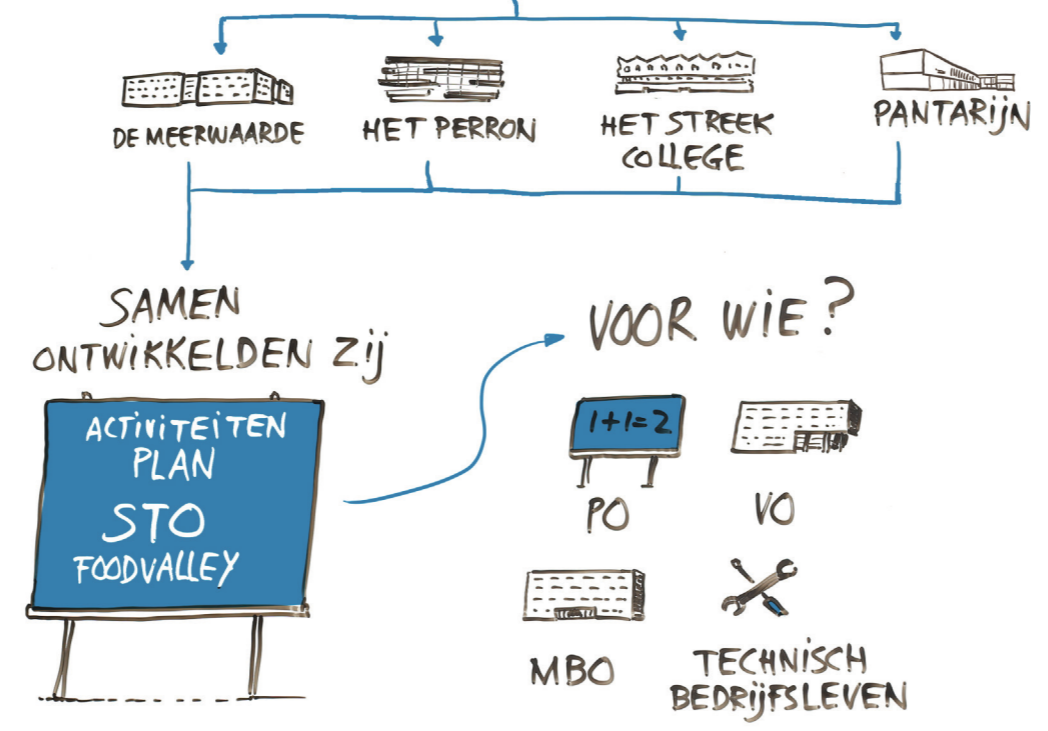 DE MEERWAARDE
HET PERRON
HET STREEK
COLLEGE
PANTARIJN
SAMEN
ONTWIKKELDEN ZIJ
ACTIVITEITEN
PLAN
STO
FOODVALLEY
VOOR WIE?
1+1=2
PO
VO
MBO
TECHNISCH
BEDRIJFSLEVEN